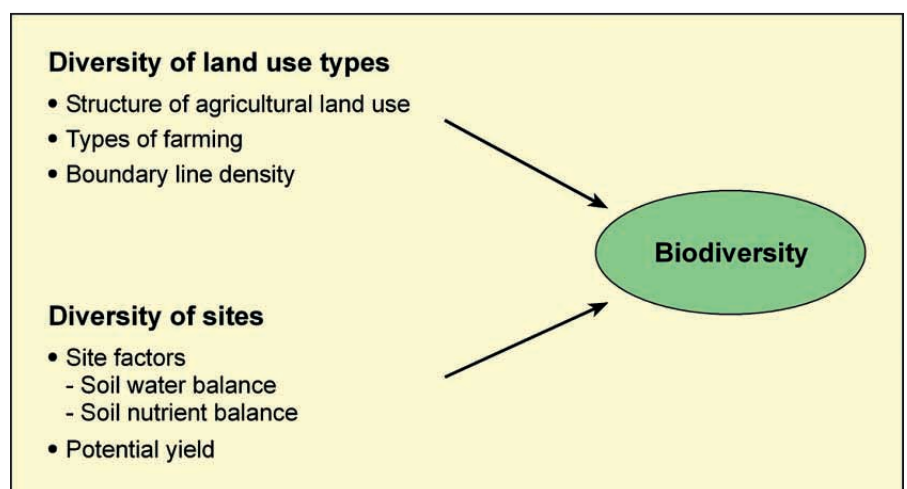 Diversity of land use types
• Structure of agricultural land use
• Types of farming
• Boundary line density
Biodiversity
Diversity of sites
• Site factors
- Soil water balance
- Soil nutrient balance
• Potential yield